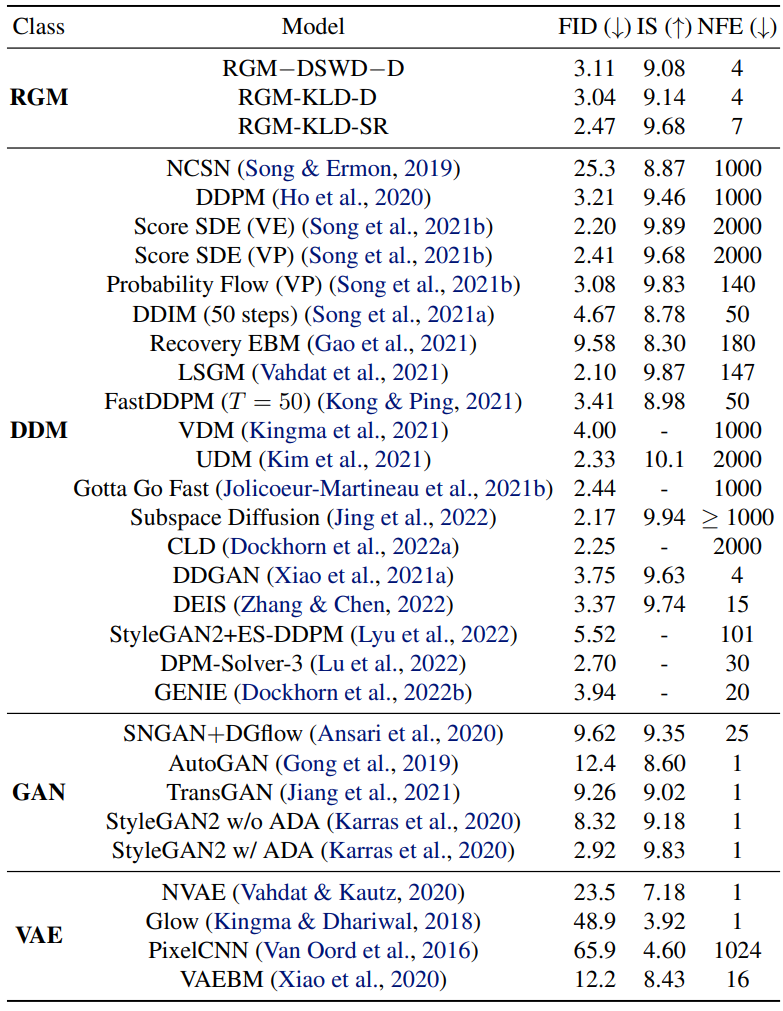 Class Model FID (↓) IS (↑) NFE (↓)
RGM−DSWD−D 3.11 9.08 4
RGM RGM-KLD-D 3.04 9.14 4
RGM-KLD-SR 2.47 9.68 7
NCSN (Song & Ermon, 2019) 25.3 8.87 1000
DDPM (Ho et al., 2020) 3.21 9.46 1000
Score SDE (VE) (Song et al., 2021b) 2.20 9.89 2000
Score SDE (VP) (Song et al., 2021b) 2.41 9.68 2000
Probability Flow (VP) (Song et al., 2021b) 3.08 9.83 140
DDIM (50 steps) (Song et al., 2021a) 4.67 8.78 50
Recovery EBM (Gao et al., 2021) 9.58 8.30 180
LSGM (Vahdat et al., 2021) 2.10 9.87 147
FastDDPM (T = 50) (Kong & Ping, 2021) 3.41 8.98 50
DDM VDM (Kingma et al., 2021) 4.00 - 1000
UDM (Kim et al., 2021) 2.33 10.1 2000
Gotta Go Fast (Jolicoeur-Martineau et al., 2021b) 2.44 - 1000
Subspace Diffusion (Jing et al., 2022) 2.17 9.94 ≥ 1000
CLD (Dockhorn et al., 2022a) 2.25 - 2000
DDGAN (Xiao et al., 2021a) 3.75 9.63 4
DEIS (Zhang & Chen, 2022) 3.37 9.74 15
StyleGAN2+ES-DDPM (Lyu et al., 2022) 5.52 - 101
DPM-Solver-3 (Lu et al., 2022) 2.70 - 30
GENIE (Dockhorn et al., 2022b) 3.94 - 20
SNGAN+DGflow (Ansari et al., 2020) 9.62 9.35 25
AutoGAN (Gong et al., 2019) 12.4 8.60 1
GAN TransGAN (Jiang et al., 2021) 9.26 9.02 1
StyleGAN2 w/o ADA (Karras et al., 2020) 8.32 9.18 1
StyleGAN2 w/ ADA (Karras et al., 2020) 2.92 9.83 1
NVAE (Vahdat & Kautz, 2020) 23.5 7.18 1
VAE Glow (Kingma & Dhariwal, 2018) 48.9 3.92 1
PixelCNN (Van Oord et al., 2016) 65.9 4.60 1024
VAEBM (Xiao et al., 2020) 12.2 8.43 16